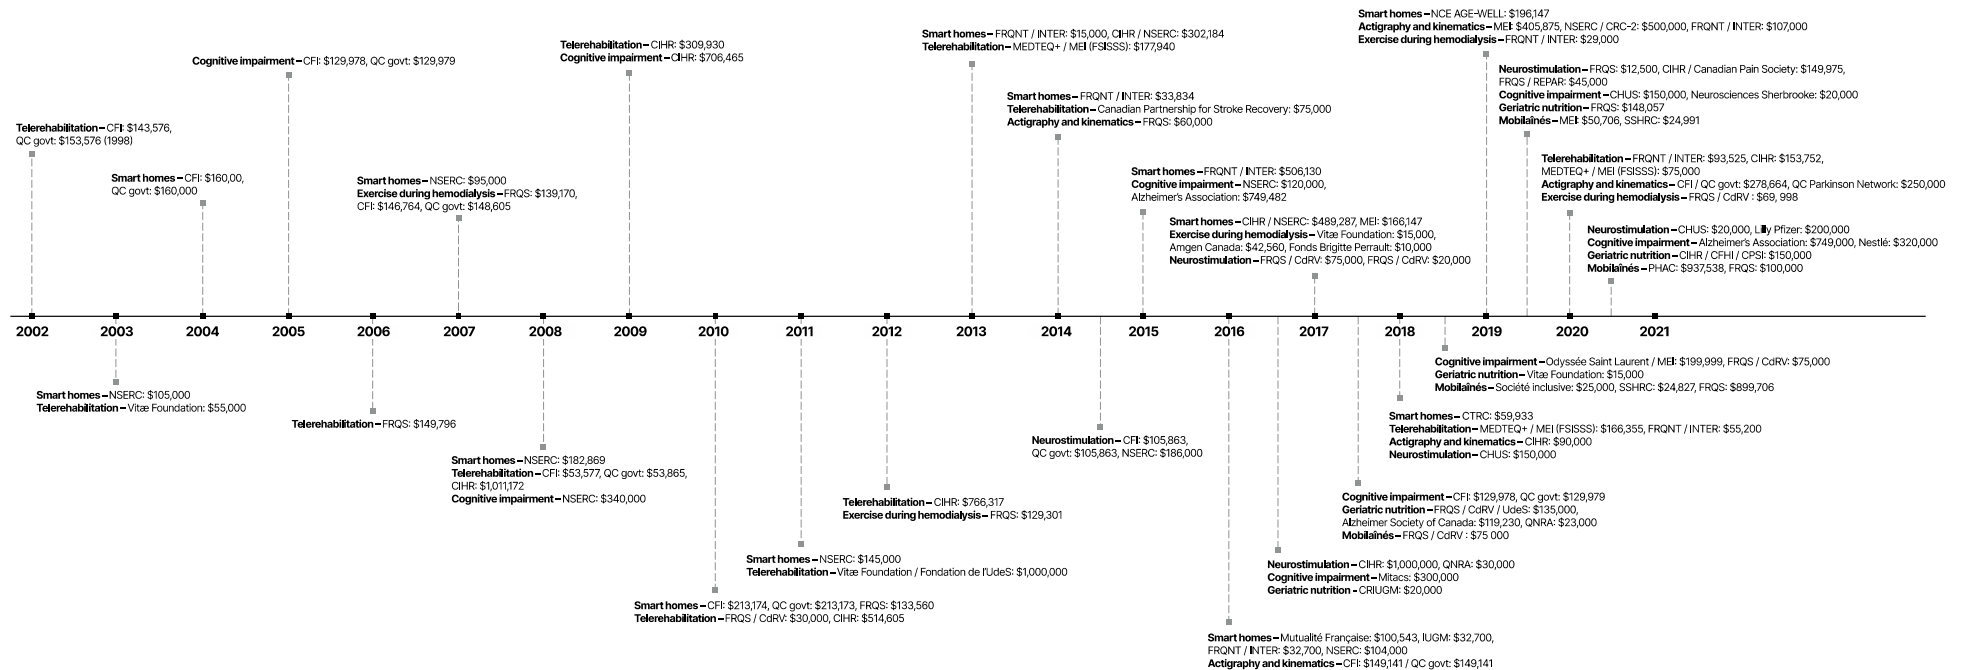 Smart homes – NCE AGE-WELL: $196,147
Actigraphy and kinematics – MEI: $405,875, NSERC / CRC-2: $500,000, FRQNT / INTER: $107,000
Exercise during hemodialysis – FRQNT / INTER: $29,000
Smart homes – FRQNT / INTER: $15,000, CIHR / NSERC: $302,184
Telerehabilitation – MEDTEQ+ / MEI (FSISSS): $177,940
Telerehabilitation – CIHR: $309,930
Cognitive impairment – CIHR: $706,465
Cognitive impairment – CFI: $129,978, QC govt: $129,979
Neurostimulation – FRQS: $12,500, CIHR / Canadian Pain Society: $149,975,
FRQS / REPAR: $45,000
Cognitive impairment – CHUS: $150,000, Neurosciences Sherbrooke: $20,000
Geriatric nutrition – FRQS: $148,057
Mobilaînés – MEI: $50,706, SSHRC: $24,991
Smart homes – FRQNT / INTER: $33,834
Telerehabilitation – Canadian Partnership for Stroke Recovery: $75,000
Actigraphy and kinematics – FRQS: $60,000
Telerehabilitation – CFI: $143,576,
QC govt: $153,576 (1998)
Smart homes – CFI: $160,00,
QC govt: $160,000
Smart homes – NSERC: $95,000
Exercise during hemodialysis – FRQS: $139,170,
CFI: $146,764, QC govt: $148,605
Smart homes – FRQNT / INTER: $506,130
Cognitive impairment – NSERC: $120,000,
Alzheimer's Association: $749,482
Telerehabilitation – FRQNT / INTER: $93,525, CIHR: $153,752,
MEDTEQ+ / MEI (FSISSS): $75,000
Actigraphy and kinematics – CFI / QC govt: $278,664, QC Parkinson Network: $250,000
Exercise during hemodialysis – FRQS / CdRV : $69, 998
Smart homes – CIHR / NSERC: $489,287, MEI: $166,147
Exercise during hemodialysis – Vitæ Foundation: $15,000,
Amgen Canada: $42,560, Fonds Brigitte Perrault: $10,000
Neurostimulation – FRQS / CdRV: $75,000, FRQS / CdRV: $20,000
Neurostimulation – CHUS: $20,000, Lilly Pfizer: $200,000
Cognitive impairment – Alzheimer's Association: $749,000, Nestlé: $320,000
Geriatric nutrition – CIHR / CFHI / CPSI: $150,000
Mobilaînés – PHAC: $937,538, FRQS: $100,000
2002 2003 2004 2005 2006 2007 2008 2009 2010 2011 2012 2013 2014 2015 2016 2017 2018 2019 2020 2021
Smart homes – NSERC: $105,000
Telerehabilitation – Vitæ Foundation: $55,000
Telerehabilitation – FRQS: $149,796
Smart homes – NSERC: $182,869
Telerehabilitation – CFI: $53,577, QC govt: $53,865,
CIHR: $1,011,172
Cognitive impairment – NSERC: $340,000
Smart homes – CFI: $213,174, QC govt: $213,173, FRQS: $133,560
Telerehabilitation – FRQS / CdRV: $30,000, CIHR: $514,605
Smart homes – NSERC: $145,000
Telerehabilitation – Vitæ Foundation / Fondation de l'UdeS: $1,000,000
Telerehabilitation – CIHR: $766,317
Exercise during hemodialysis – FRQS: $129,301
Neurostimulation – CFI: $105,863,
QC govt: $105,863, NSERC: $186,000
Smart homes – Mutualité Française: $100,543, IUGM: $32,700,
FRQNT / INTER: $32,700, NSERC: $104,000
Actigraphy and kinematics – CFI: $149,141 / QC govt: $149,141
Neurostimulation – CIHR: $1,000,000, QNRA: $30,000
Cognitive impairment – Mitacs: $300,000
Geriatric nutrition – CRIUGM: $20,000
Cognitive impairment – CFI: $129,978, QC govt: $129,979
Geriatric nutrition – FRQS / CdRV / UdeS: $135,000,
Alzheimer Society of Canada: $119,230, QNRA: $23,000
Mobilaînés – FRQS / CdRV : $75 000
Smart homes – CTRC: $59,933
Telerehabilitation – MEDTEQ+ / MEI (FSISSS): $166,355, FRQNT / INTER: $55,200
Actigraphy and kinematics – CIHR: $90,000
Neurostimulation – CHUS: $150,000
Cognitive impairment – Odyssée Saint Laurent / MEI: $199,999, FRQS / CdRV: $75,000
Geriatric nutrition – Vitæ Foundation: $15,000
Mobilaînés – Société inclusive: $25,000, SSHRC: $24,827, FRQS: $899,706